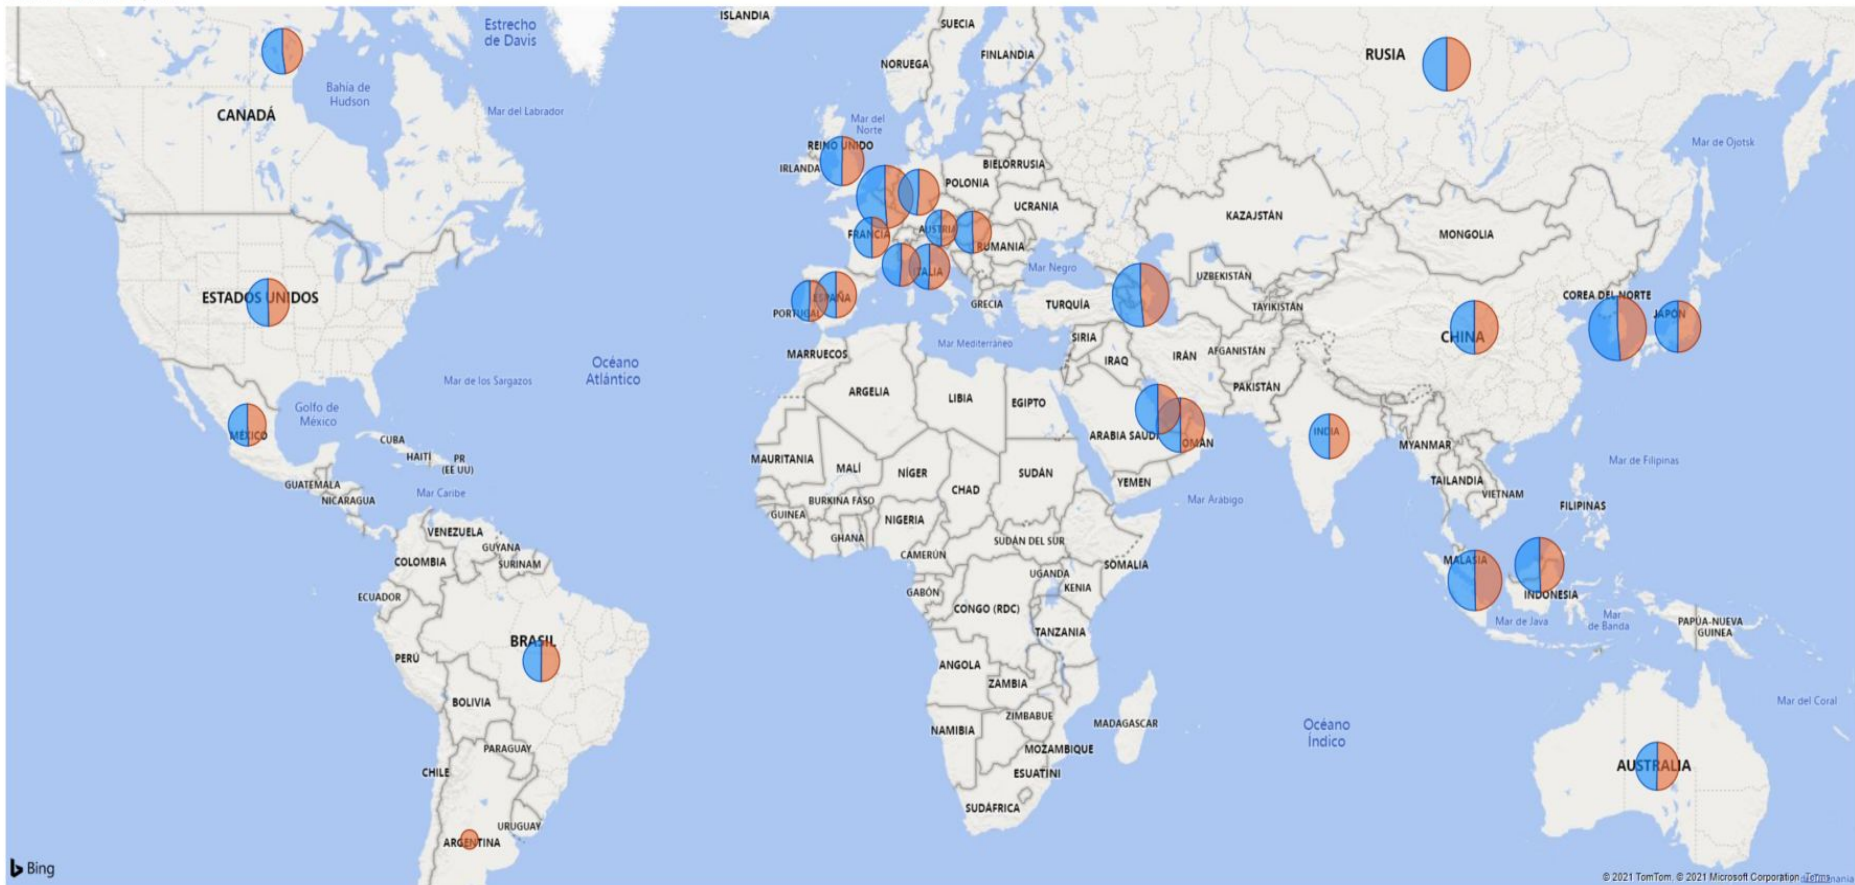 ISLANDIA
Estrecho
de Davis
SUECIA
FINLANDIA
NORUEGA
RUSIA
Bahía de
Hudson
CANADÁ
Mar del Labrador
Mar del
Norte
REINO UNIDO
IRLANDA
BIELORRUSIA
POLONIA
UCRANIA
Mar de Ojotsk
FRANCIA
AUSTRIA
RUMANIA
KAZAJSTÁN
MONGOLIA
ITALIA
Mar Negro
UZBEKISTÁN
ESTADOS UNIDOS
PORTUGAL
ESPAÑA
GRECIA
TURQUÍA
TAYIKISTÁN
COREA DEL NORTE
JAPÓN
CHINA
Mar Mediterráneo
SIRIA
MARRUECOS
IRAQ
IRÁN
AFGANISTÁN
Océano
Atlántico
Mar de los Sargazos
PAKISTÁN
ARGELIA
LIBIA
EGIPTO
Golfo de
México
MÉXICO
CUBA
ARABIA SAUDÍ
OMÁN
INDIA
MYANMAR
HAITÍ
PR
(EE UU)
MAURITANIA
MALÍ
NÍGER
SUDÁN
CHAD
YEMEN
Mar de Filipinas
GUATEMALA
NICARAGUA
Mar Caribe
BURKINA FASO
Mar Arábigo
TAILANDIA
VIETNAM
FILIPINAS
GUINEA
NIGERIA
VENEZUELA
GUYANA
SURINAM
GHANA
CAMERÚN
SUDÁN DEL SUR
SOMALIA
COLOMBIA
MALASIA
UGANDA
KENIA
ECUADOR
GABÓN
CONGO (RDC)
INDONESIA
Mar de Java
Mar
de Banda
PAPÚA-NUEVA
GUINEA
TANZANIA
BRASIL
PERÚ
ANGOLA
ZAMBIA
BOLIVIA
ZIMBABUE
MADAGASCAR
NAMIBIA
Mar del Coral
Océano
Índico
PARAGUAY
MOZAMBIQUE
CHILE
ESUATINI
AUSTRALIA
SUDÁFRICA
URUGUAY
ARGENTINA
Bing
© 2021 TomTom, © 2021 Microsoft Corporation Terms